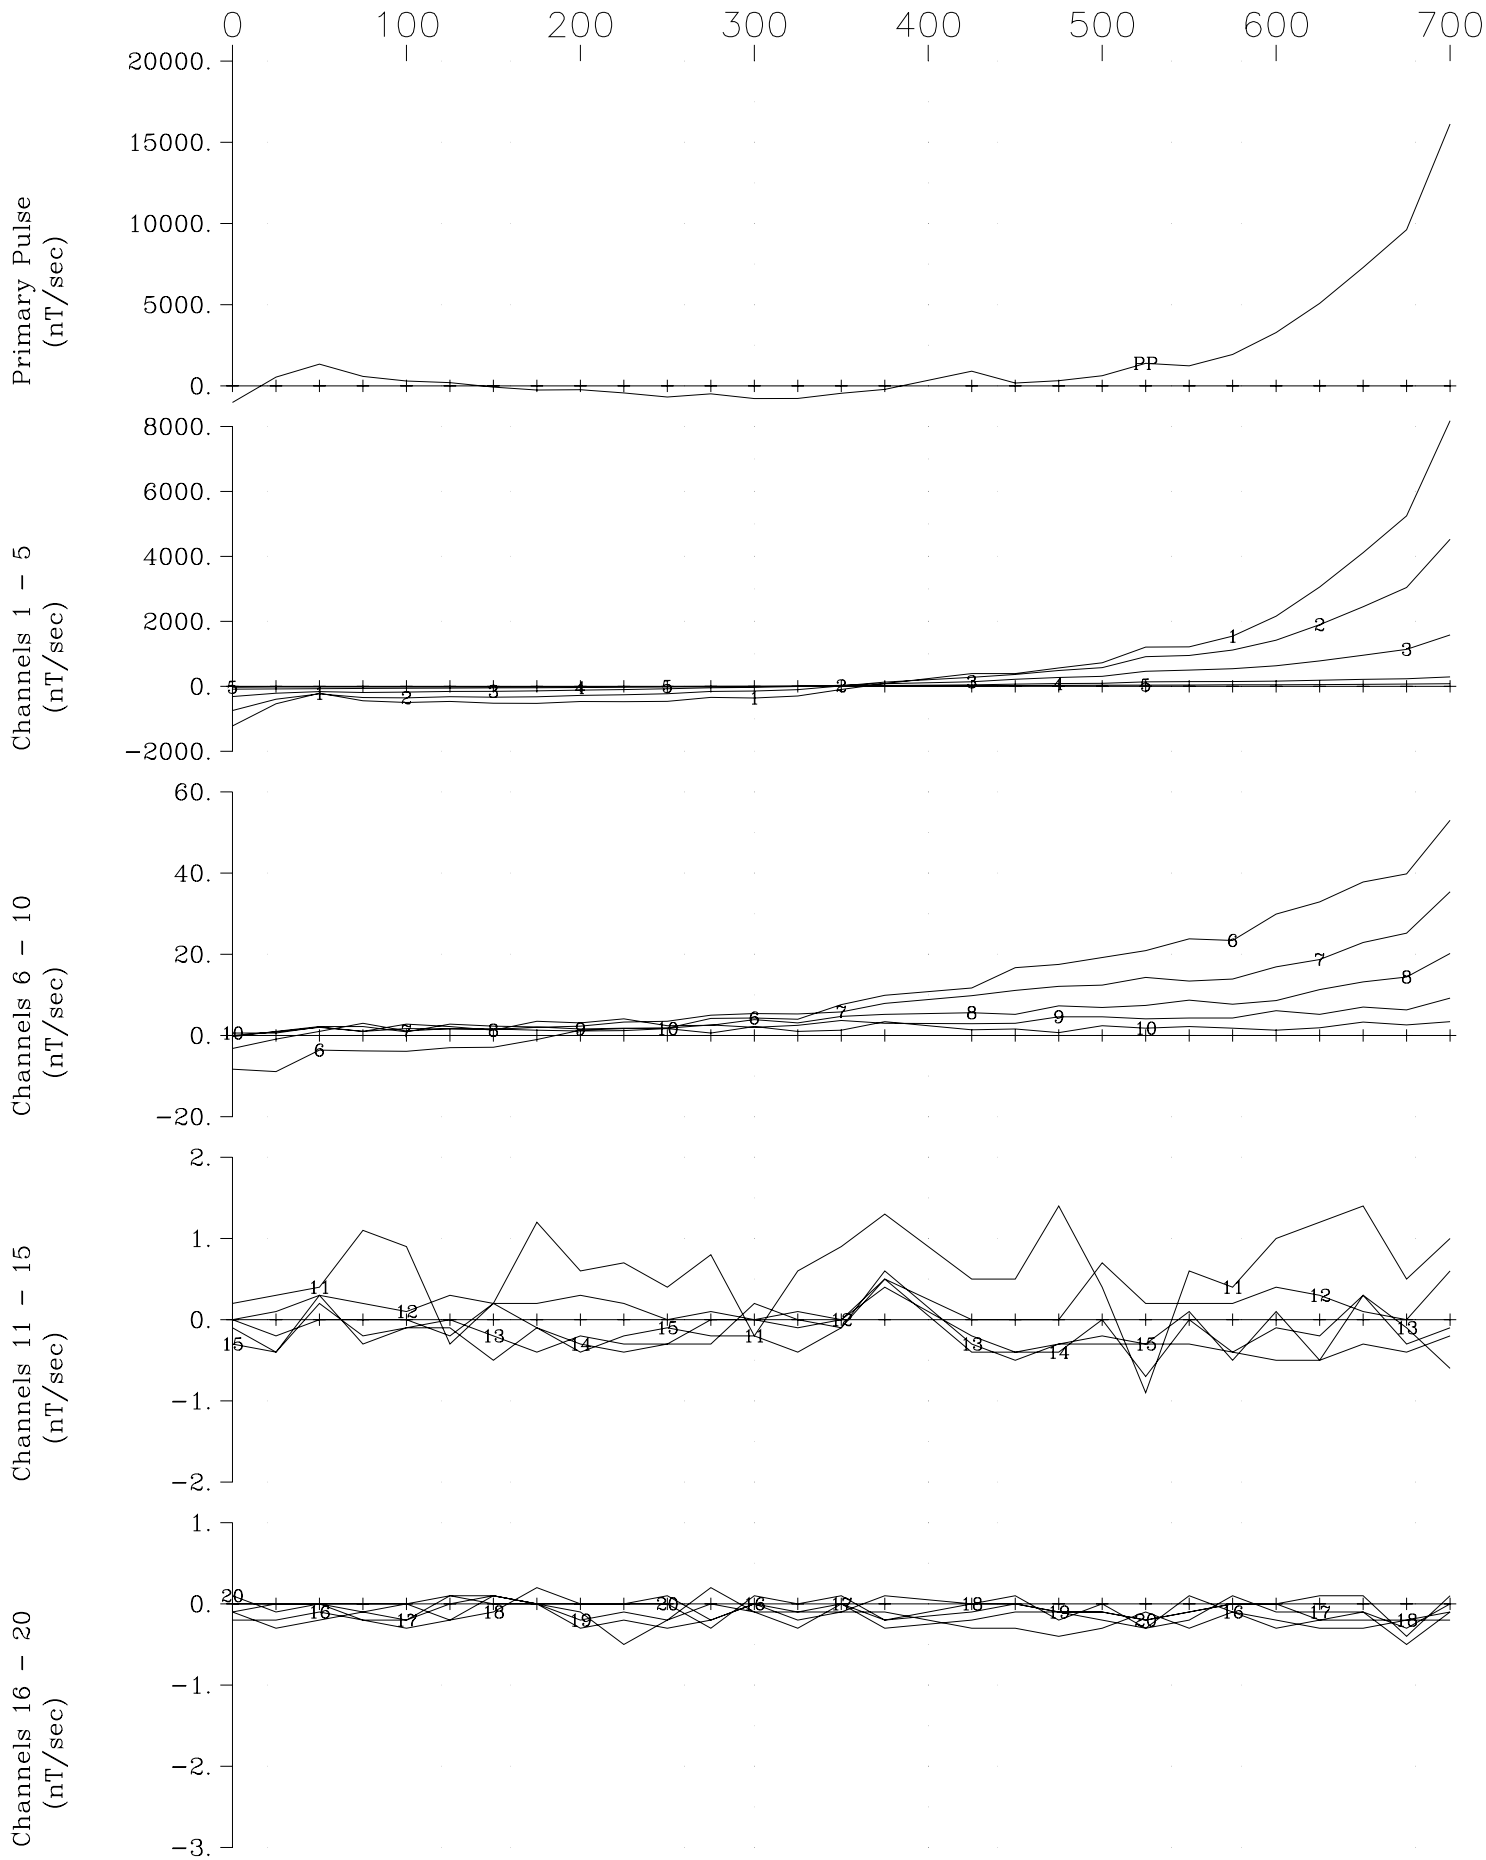 0 100 200 300 400 500 600 700
20000.
15000.
10000.
5000.
0.
Primary Pulse
(nT/sec)
PP
8000.
6000.
4000.
2000.
0.
-2000.
Channels 1 - 5
(nT/sec)
1
2
3
5 1 2 3 4 5 1 2 3 4 5
60.
40.
20.
0.
-20.
Channels 6 - 10
(nT/sec)
6
7
8
10 6 7 8 9 10 6 7 8 9 10
2.
1.
0.
-1.
-2.
Channels 11 - 15
(nT/sec)
15 11 12 13 14 15 11 12 13 14 15 11 12 13
1.
0.
-1.
-2.
-3.
Channels 16 - 20
(nT/sec)
20 16 17 18 19 20 16 17 18 19 20 16 17 18